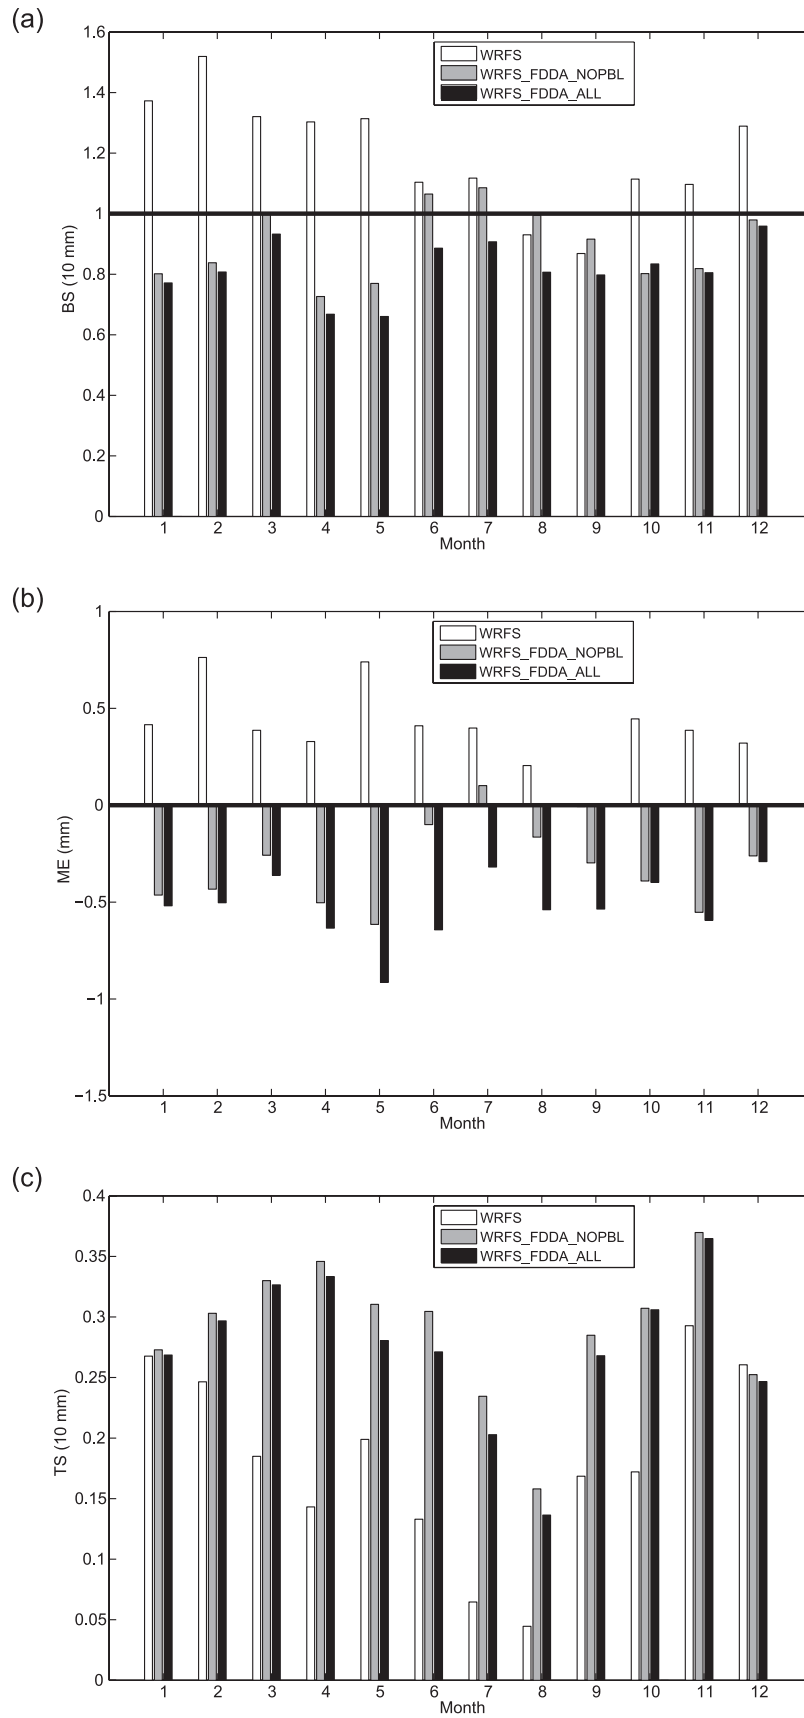 (a)
1.6
1.4
1.2
1
0.8
0.6
0.4
0.2
0
BS (10 mm)
WRFS
WRFS_FDDA_NOPBL
WRFS_FDDA_ALL
1 2 3 4 5 6 7 8 9 10 11 12
Month
(b)
1
0.5
0
−0.5
−1
−1.5
ME (mm)
WRFS
WRFS_FDDA_NOPBL
WRFS_FDDA_ALL
1 2 3 4 5 6 7 8 9 10 11 12
Month
(c)
0.4
0.35
0.3
0.25
0.2
0.15
0.1
0.05
0
TS (10 mm)
WRFS
WRFS_FDDA_NOPBL
WRFS_FDDA_ALL
1 2 3 4 5 6 7 8 9 10 11 12
Month